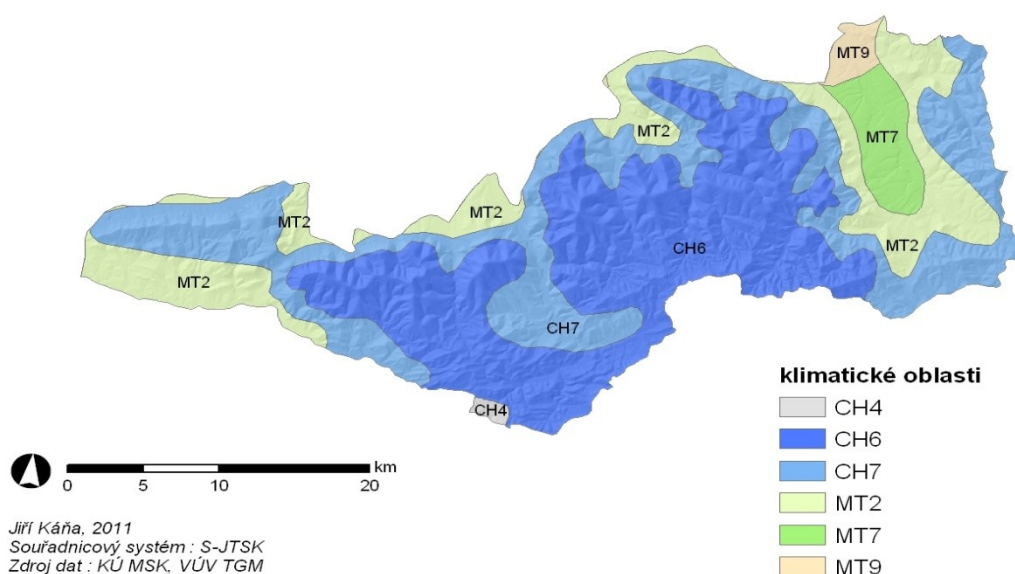 MT9
MT7
MT2
MT2
MT2
MT2
MT2
CH6
CH7
CH4
klimatické oblasti
CH4
CH6
CH7
MT2
MT7
MT9
km
0 5 10 20
Jiří Káňa, 2011
Souřadnicový systém : S-JTSK
Zdroj dat : KÚ MSK, VÚV TGM